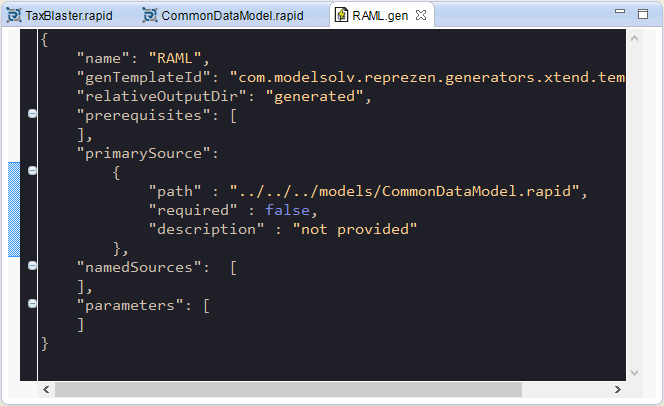 TaxBlaster.rapid CommonDataModel.rapid RAML.gen
{
"name": "RAML",
"genTemplateId": "com.modelsolv.reprezen.generators.xtend.tem
"relativeOutputDir": "generated",
"prerequisites": [
],
"primarySource":
{
"path" : "../../../models/CommonDataModel.rapid",
"required" : false,
"description" : "not provided"
},
"namedSources":  [
],
"parameters": [
]
}